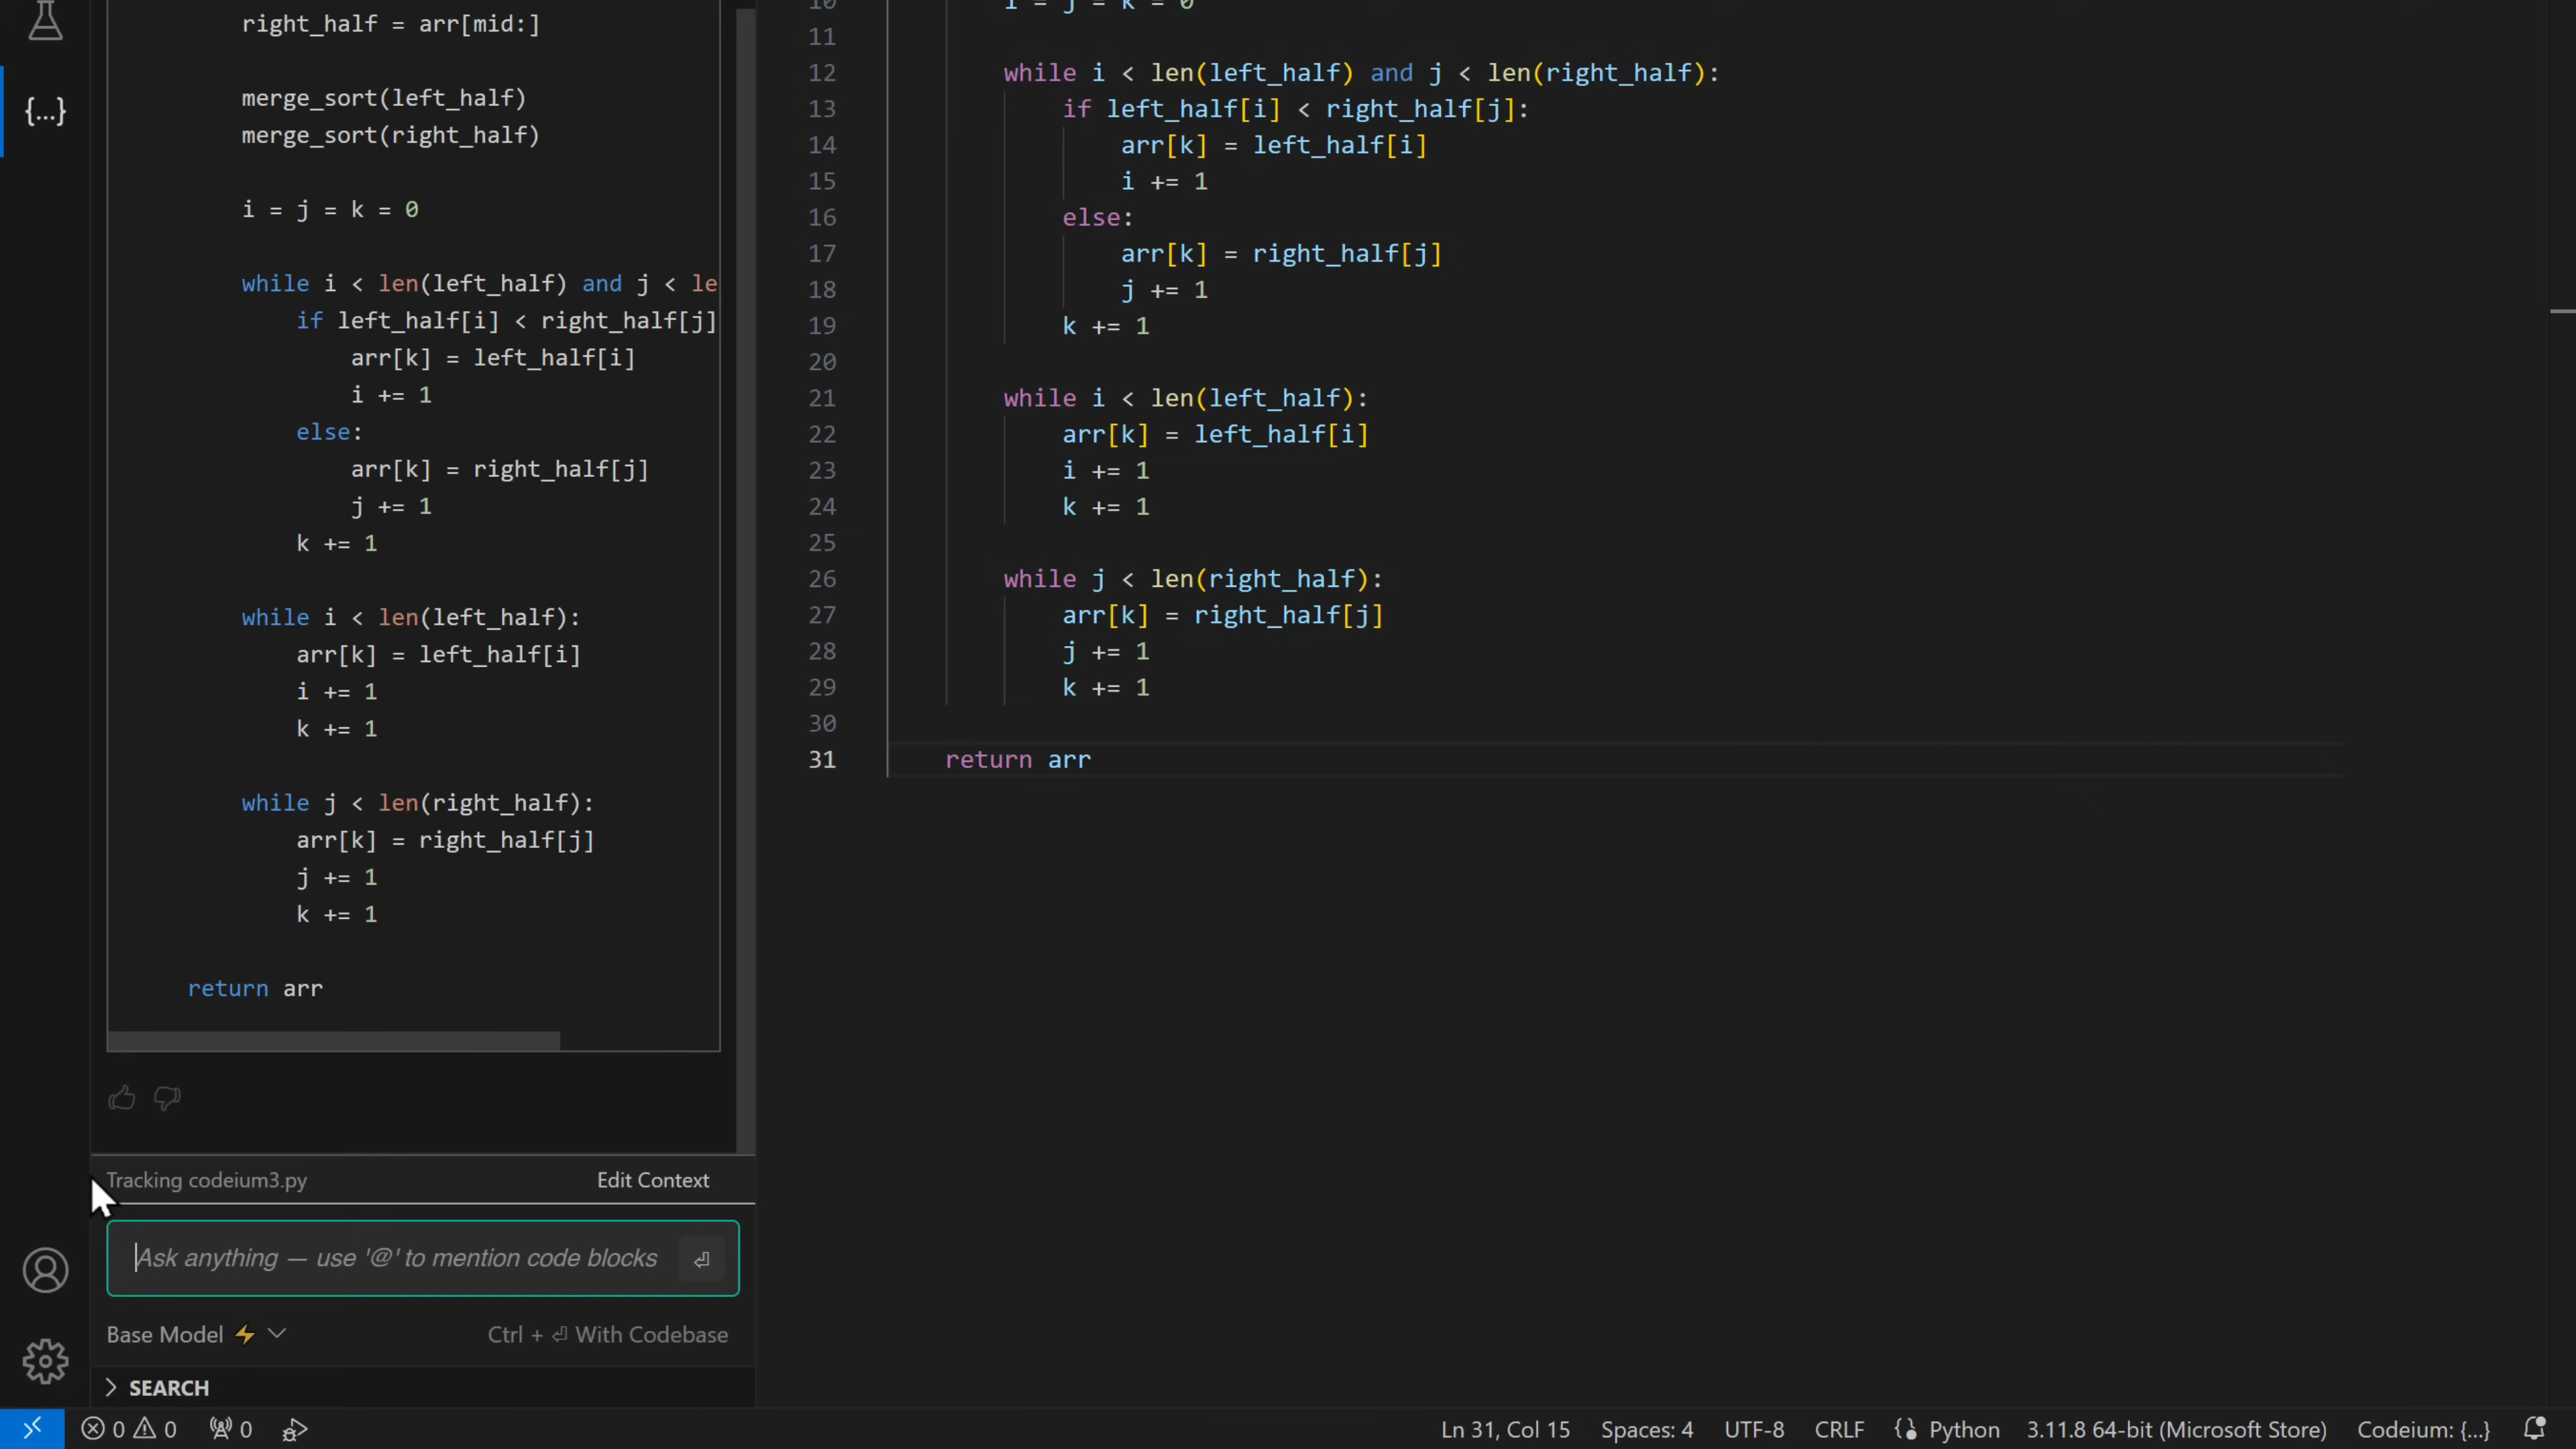 right_half = arr[mid:]
merge_sort(left_half)
merge_sort(right_half)
i = j = k = 0
while i < len(left_half) and j < le
if left_half[i] < right_half[j]
arr[k] = left_half[i]
i += 1
else:
arr[k] = right_half[j]
j += 1
k += 1
while i < len(left_half):
arr[k] = left_half[i]
i += 1
k += 1
while j < len(right_half):
arr[k] = right_half[j]
j += 1
k += 1
return arr
Tracking codeium3.py
Edit Context
Ask anything — use '@' to mention code blocks
Base Model
Ctrl + ⏎ With Codebase
SEARCH
10 i = j = k = 0
11
12 while i < len(left_half) and j < len(right_half):
13 if left_half[i] < right_half[j]:
14 arr[k] = left_half[i]
15 i += 1
16 else:
17 arr[k] = right_half[j]
18 j += 1
19 k += 1
20
21 while i < len(left_half):
22 arr[k] = left_half[i]
23 i += 1
24 k += 1
25
26 while j < len(right_half):
27 arr[k] = right_half[j]
28 j += 1
29 k += 1
30
31 return arr
0 0 0
Ln 31, Col 15 Spaces: 4 UTF-8 CRLF Python 3.11.8 64-bit (Microsoft Store) Codeium: {...}